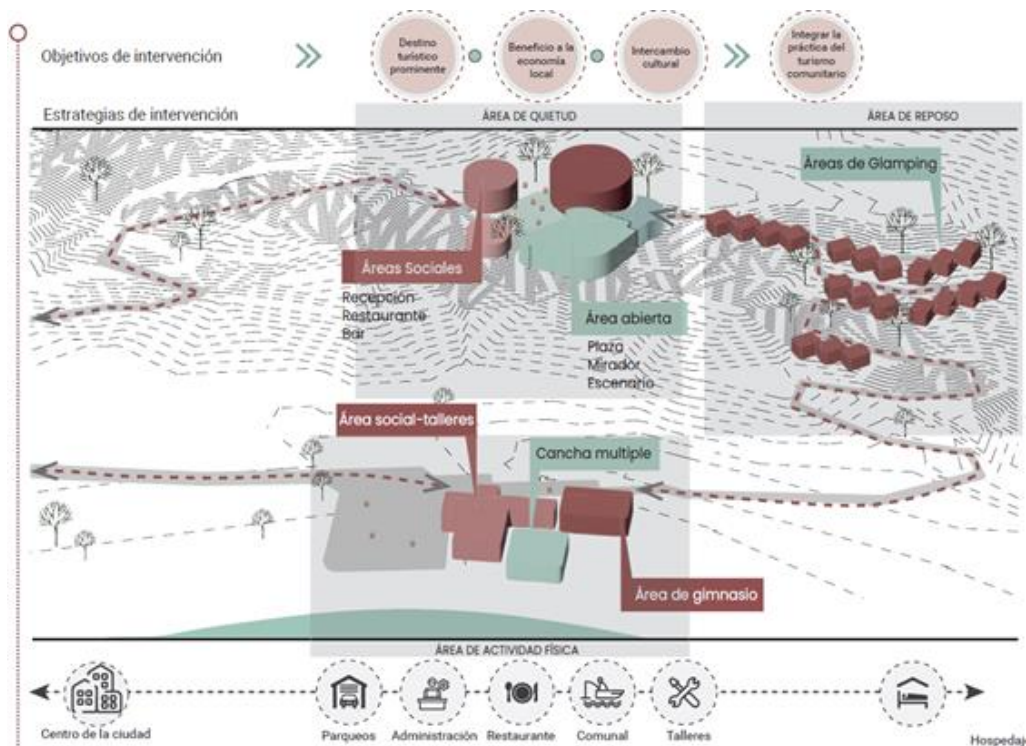 Objetivos de intervención
Destino
turístico
prominente
Beneficio a la
economía
local
Intercambio
cultural
Integrar la
práctica del
turismo
comunitario
Estrategias de intervención
ÁREA DE QUIETUD
ÁREA DE REPOSO
Áreas de Glamping
Áreas Sociales
Recepción
Restaurante
Bar
Área abierta
Plaza
Mirador
Escenario
Área social-talleres
Cancha multiple
Área de gimnasio
ÁREA DE ACTIVIDAD FÍSICA
Centro de la ciudad
Parqueos
Administración
Restaurante
Comunal
Talleres
Hospedaje